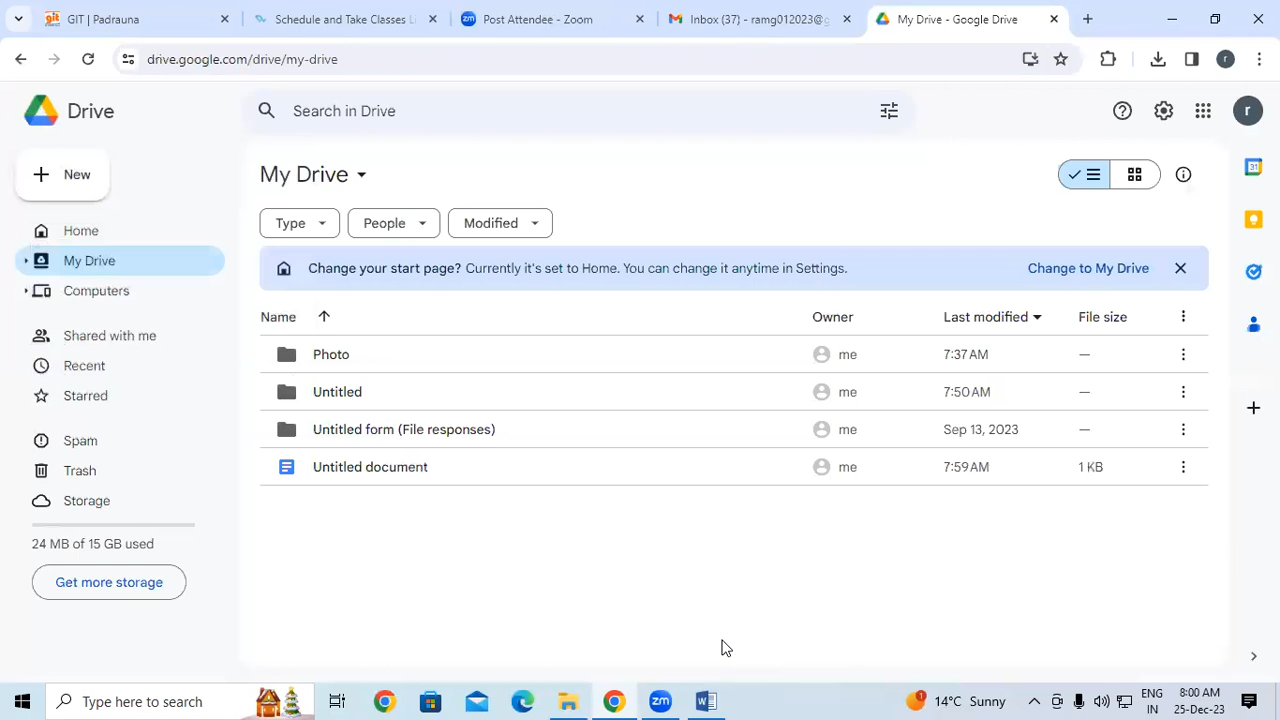 git GIT | Padrauna
Schedule and Take Classes Li
zm Post Attendee - Zoom
Inbox (37) - ramg012023@g
My Drive - Google Drive
drive.google.com/drive/my-drive
r
Drive
Search in Drive
r
New
My Drive
31
Type
People
Modified
Home
My Drive
Change your start page? Currently it's set to Home. You can change it anytime in Settings.
Change to My Drive
Computers
Name
Owner
Last modified
File size
Shared with me
Photo
me
7:37 AM
—
Recent
Untitled
me
7:50 AM
—
Starred
Untitled form (File responses)
me
Sep 13, 2023
—
Spam
Untitled document
me
7:59 AM
1 KB
Trash
Storage
24 MB of 15 GB used
Get more storage
Type here to search
zm
W
1
14°C Sunny
ENG
IN
8:00 AM
25-Dec-23